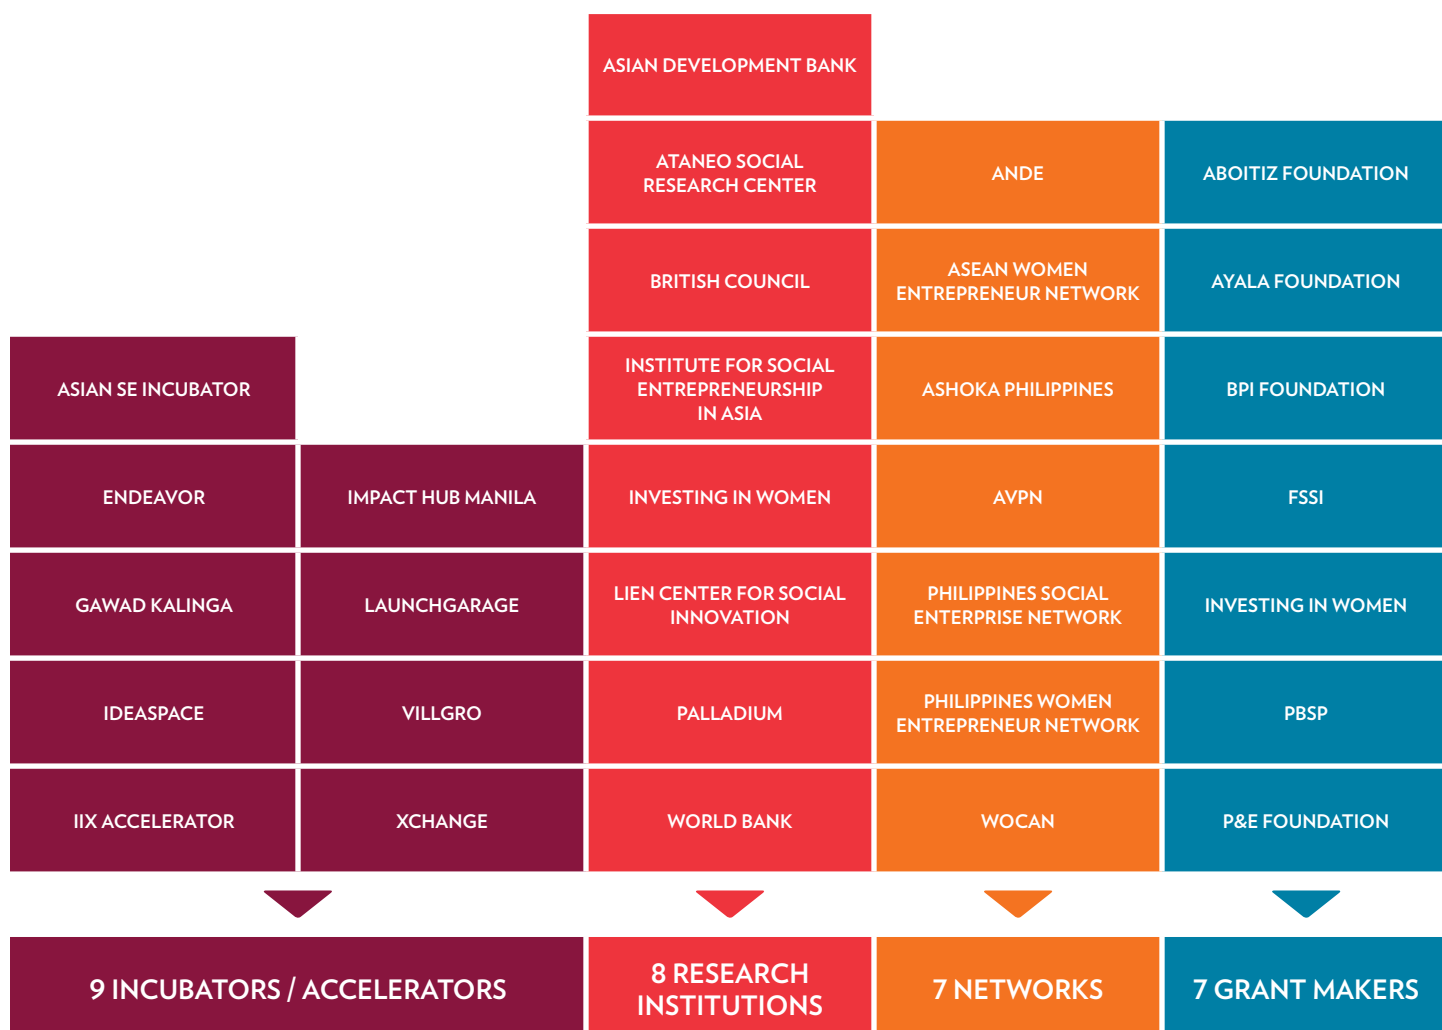 ASIAN DEVELOPMENT BANK
ATANEO SOCIAL
RESEARCH CENTER
ANDE
ABOITIZ FOUNDATION
BRITISH COUNCIL
ASEAN WOMEN
ENTREPRENEUR NETWORK
AYALA FOUNDATION
ASIAN SE INCUBATOR
INSTITUTE FOR SOCIAL
ENTREPRENEURSHIP
IN ASIA
ASHOKA PHILIPPINES
BPI FOUNDATION
ENDEAVOR
IMPACT HUB MANILA
INVESTING IN WOMEN
AVPN
FSSI
GAWAD KALINGA
LAUNCHGARAGE
LIEN CENTER FOR SOCIAL
INNOVATION
PHILIPPINES SOCIAL
ENTERPRISE NETWORK
INVESTING IN WOMEN
IDEASPACE
VILLGRO
PALLADIUM
PHILIPPINES WOMEN
ENTREPRENEUR NETWORK
PBSP
IIX ACCELERATOR
XCHANGE
WORLD BANK
WOCAN
P&E FOUNDATION
9 INCUBATORS / ACCELERATORS
8 RESEARCH
INSTITUTIONS
7 NETWORKS
7 GRANT MAKERS